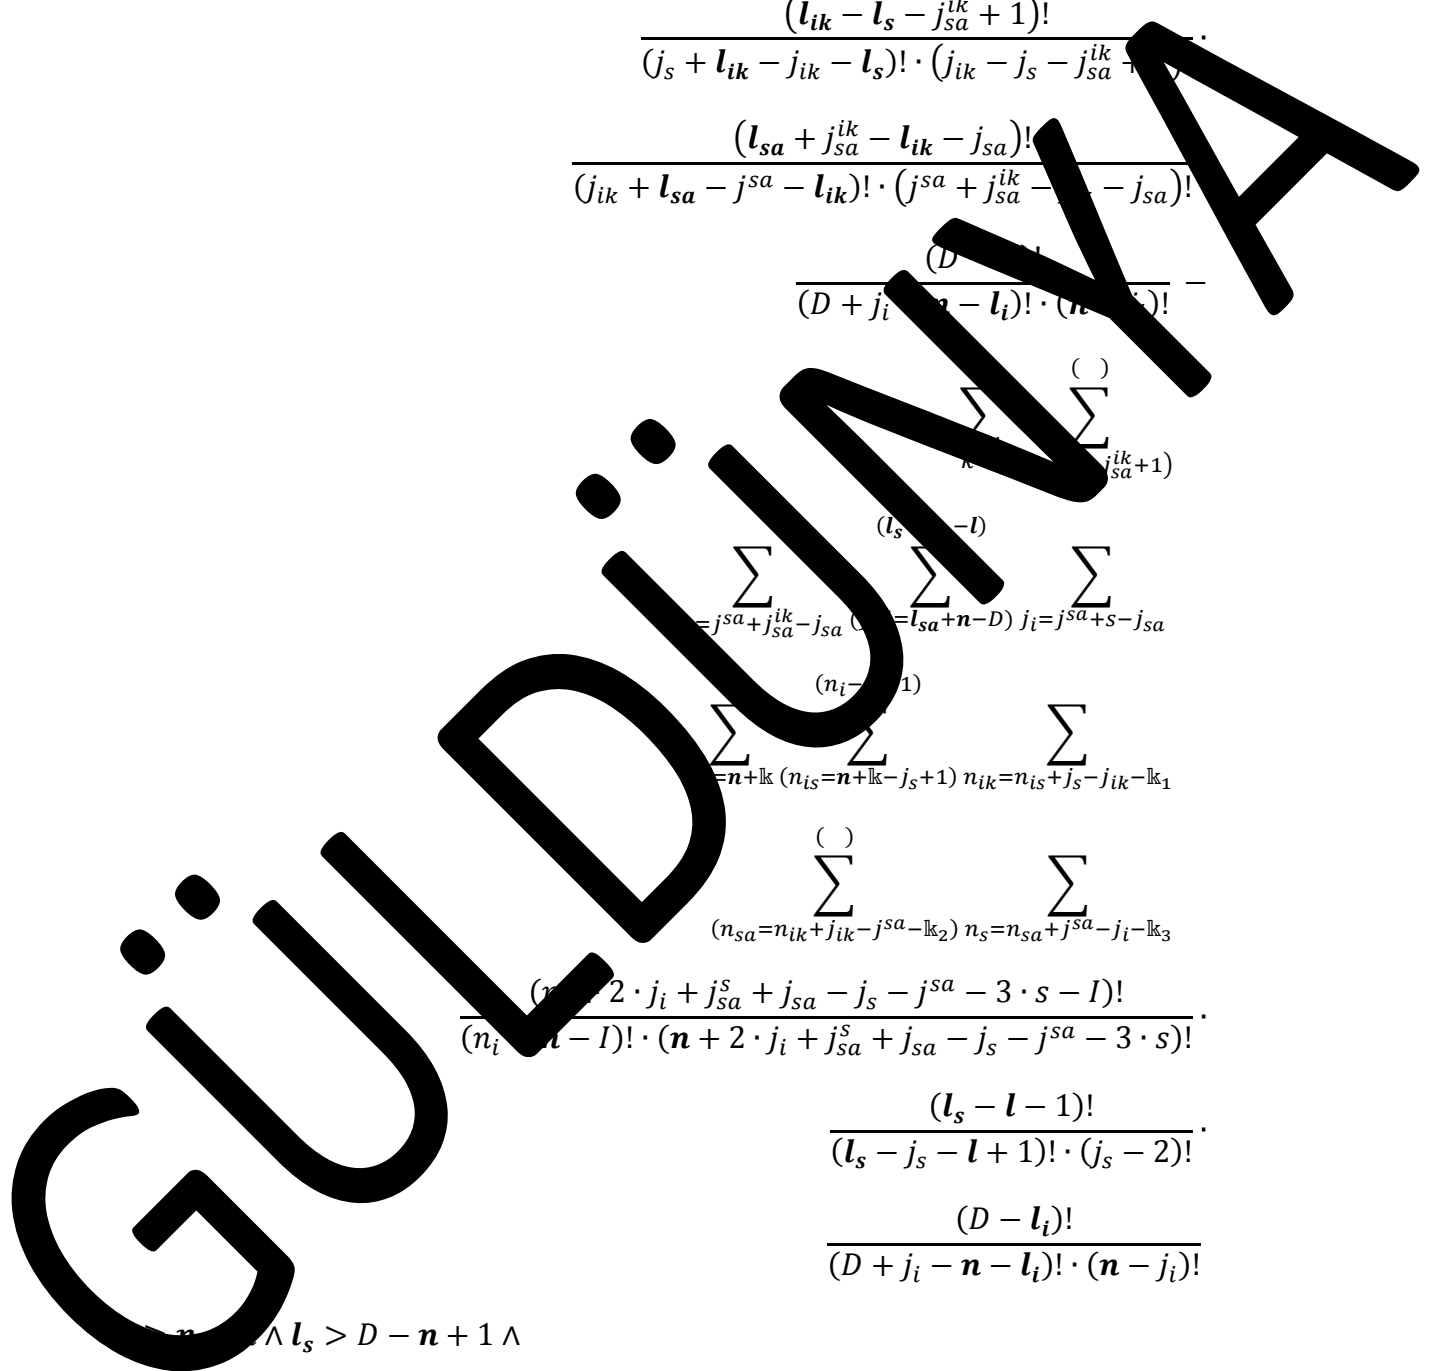 (l_ik − l_s − j_sa^ik + 1)!
(j_s + l_ik − j_ik − l_s)! · (j_ik − j_s − j_sa^ik + ·
(l_sa + j_sa^ik − l_ik − j_sa)!
(j_ik + l_sa − j^sa − l_ik)! · (j^sa + j_sa^ik − − j_sa)!
(D )!
(D + j_i n − l_i)! · (n )! −
( )
∑ ∑
j_sa^ik+1)
(l_s −l)
∑ ∑ ∑
=j^sa+j_sa^ik−j_sa ( =l_sa+n−D) j_i=j^sa+s−j_sa
(n_i− 1)
∑ ∑ ∑
=n+𝕜 (n_is=n+𝕜−j_s+1) n_ik=n_is+j_s−j_ik−𝕜_1
( )
∑ ∑
(n_sa=n_ik+j_ik−j^sa−𝕜_2) n_s=n_sa+j^sa−j_i−𝕜_3
2 · j_i + j_sa^s + j_sa − j_s − j^sa − 3 · s − I)!
(n_i n − I)! · (n + 2 · j_i + j_sa^s + j_sa − j_s − j^sa − 3 · s)! ·
(l_s − l − 1)!
(l_s − j_s − l + 1)! · (j_s − 2)! ·
(D − l_i)!
(D + j_i − n − l_i)! · (n − j_i)!
∧ l_s > D − n + 1 ∧
GÜLDÜNYA